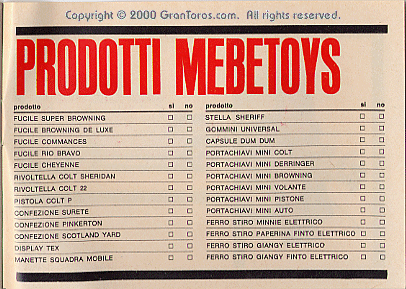 Copyright © 2000 GranToros.com. All rights reserved.
PRODOTTI MEBETOYS
prodotto si no
FUCILE SUPER BROWNING
FUCILE BROWNING DE LUXE
FUCILE COMMANCES
FUCILE RIO BRAVO
FUCILE CHEYENNE
RIVOLTELLA COLT SHERIDAN
RIVOLTELLA COLT 22
PISTOLA COLT P
CONFEZIONE SURETE
CONFEZIONE PINKERTON
CONFEZIONE SCOTLAND YARD
DISPLAY TEX
MANETTE SQUADRA MOBILE
prodotto si no
STELLA SHERIFF
GOMMINI UNIVERSAL
CAPSULE DUM DUM
PORTACHIAVI MINI COLT
PORTACHIAVI MINI DERRINGER
PORTACHIAVI MINI BROWNING
PORTACHIAVI MINI VOLANTE
PORTACHIAVI MINI PISTONE
PORTACHIAVI MINI AUTO
FERRO STIRO MINNIE ELETTRICO
FERRO STIRO PAPERINA FINTO ELETTRICO
FERRO STIRO GIANGY ELETTRICO
FERRO STIRO GIANGY FINTO ELETTRICO